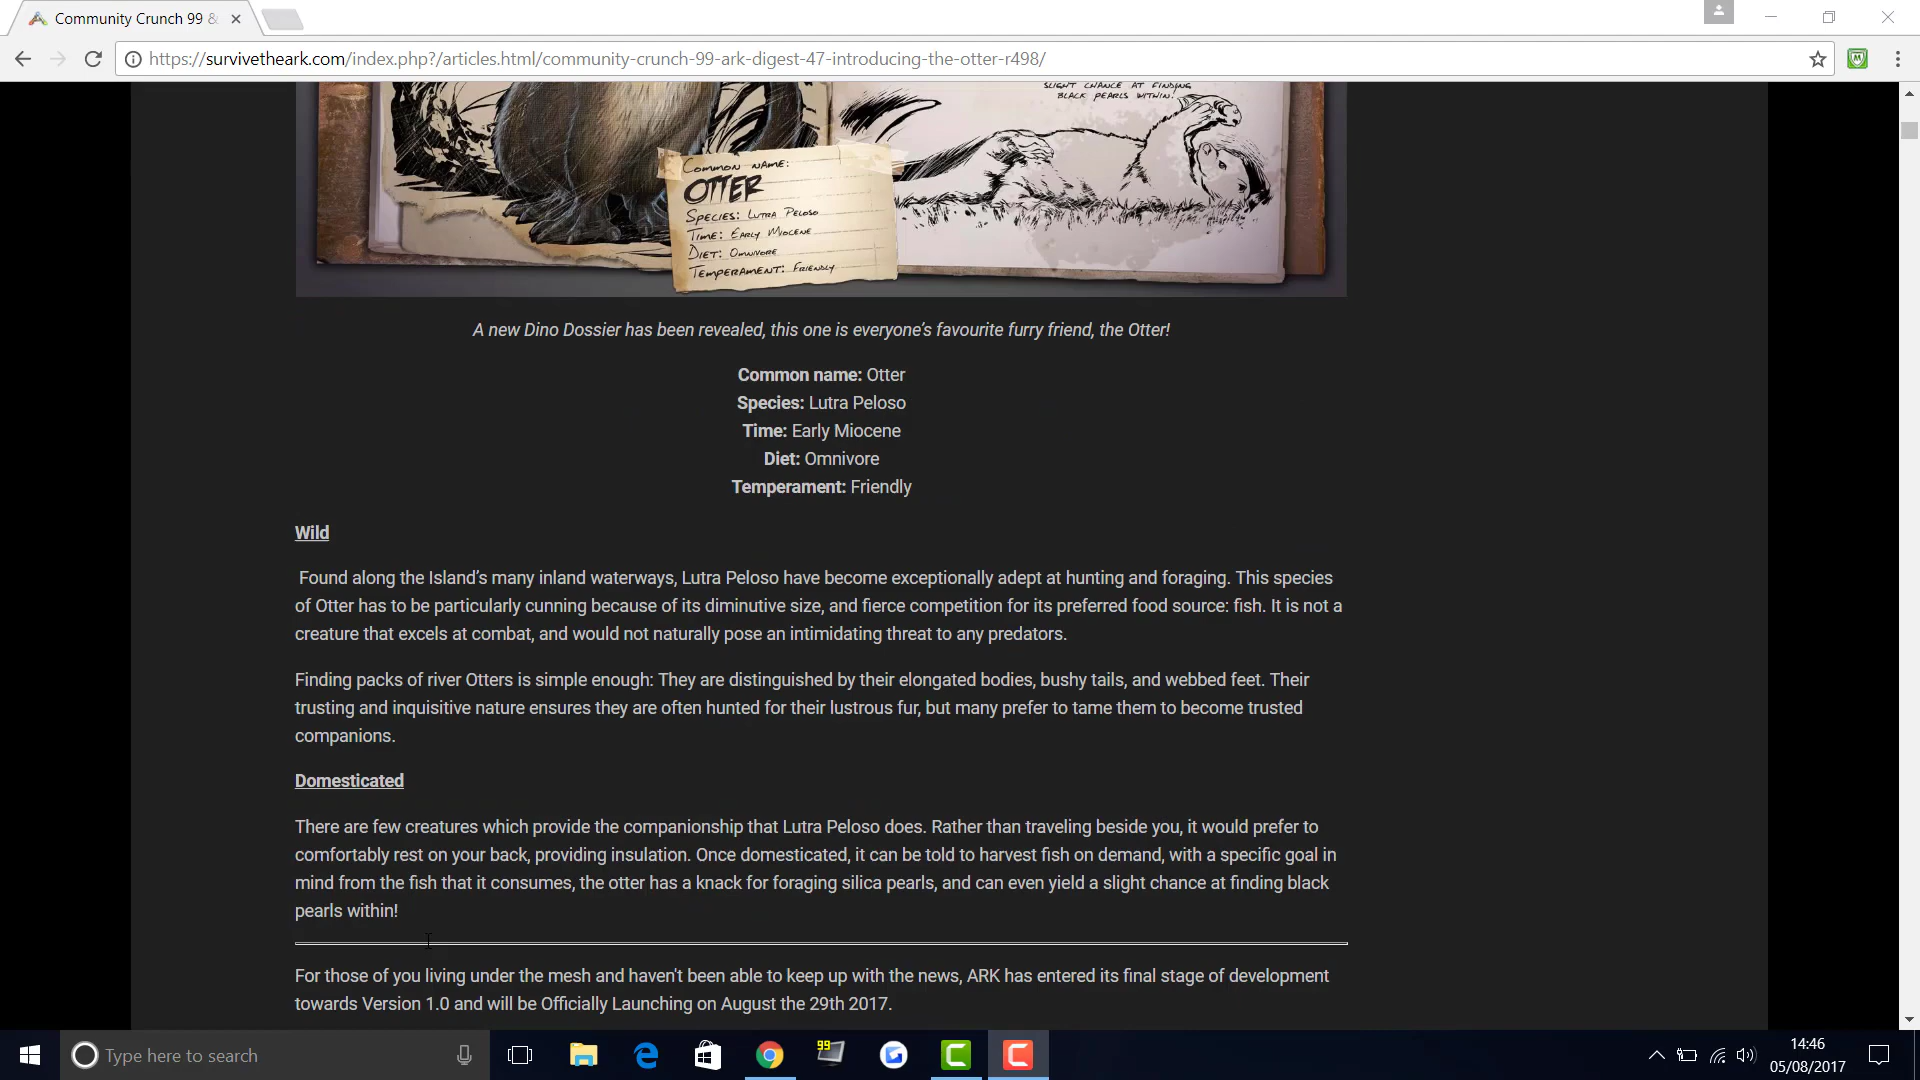 Community Crunch 99 &
https://survivetheark.com/index.php?/articles.html/community-crunch-99-ark-digest-47-introducing-the-otter-r498/
SLIGHT CHANCE AT FINDING
BLACK PEARLS WITHIN!
COMMON NAME:
OTTER
SPECIES: LUTRA PELOSO
TIME: EARLY MIOCENE
DIET: OMNIVORE
TEMPERAMENT: FRIENDLY
A new Dino Dossier has been revealed, this one is everyone's favourite furry friend, the Otter!
Common name: Otter
Species: Lutra Peloso
Time: Early Miocene
Diet: Omnivore
Temperament: Friendly
Wild
Found along the Island's many inland waterways, Lutra Peloso have become exceptionally adept at hunting and foraging. This species
of Otter has to be particularly cunning because of its diminutive size, and fierce competition for its preferred food source: fish. It is not a
creature that excels at combat, and would not naturally pose an intimidating threat to any predators.
Finding packs of river Otters is simple enough: They are distinguished by their elongated bodies, bushy tails, and webbed feet. Their
trusting and inquisitive nature ensures they are often hunted for their lustrous fur, but many prefer to tame them to become trusted
companions.
Domesticated
There are few creatures which provide the companionship that Lutra Peloso does. Rather than traveling beside you, it would prefer to
comfortably rest on your back, providing insulation. Once domesticated, it can be told to harvest fish on demand, with a specific goal in
mind from the fish that it consumes, the otter has a knack for foraging silica pearls, and can even yield a slight chance at finding black
pearls within!
For those of you living under the mesh and haven't been able to keep up with the news, ARK has entered its final stage of development
towards Version 1.0 and will be Officially Launching on August the 29th 2017.
Type here to search
99
14:46
05/08/2017